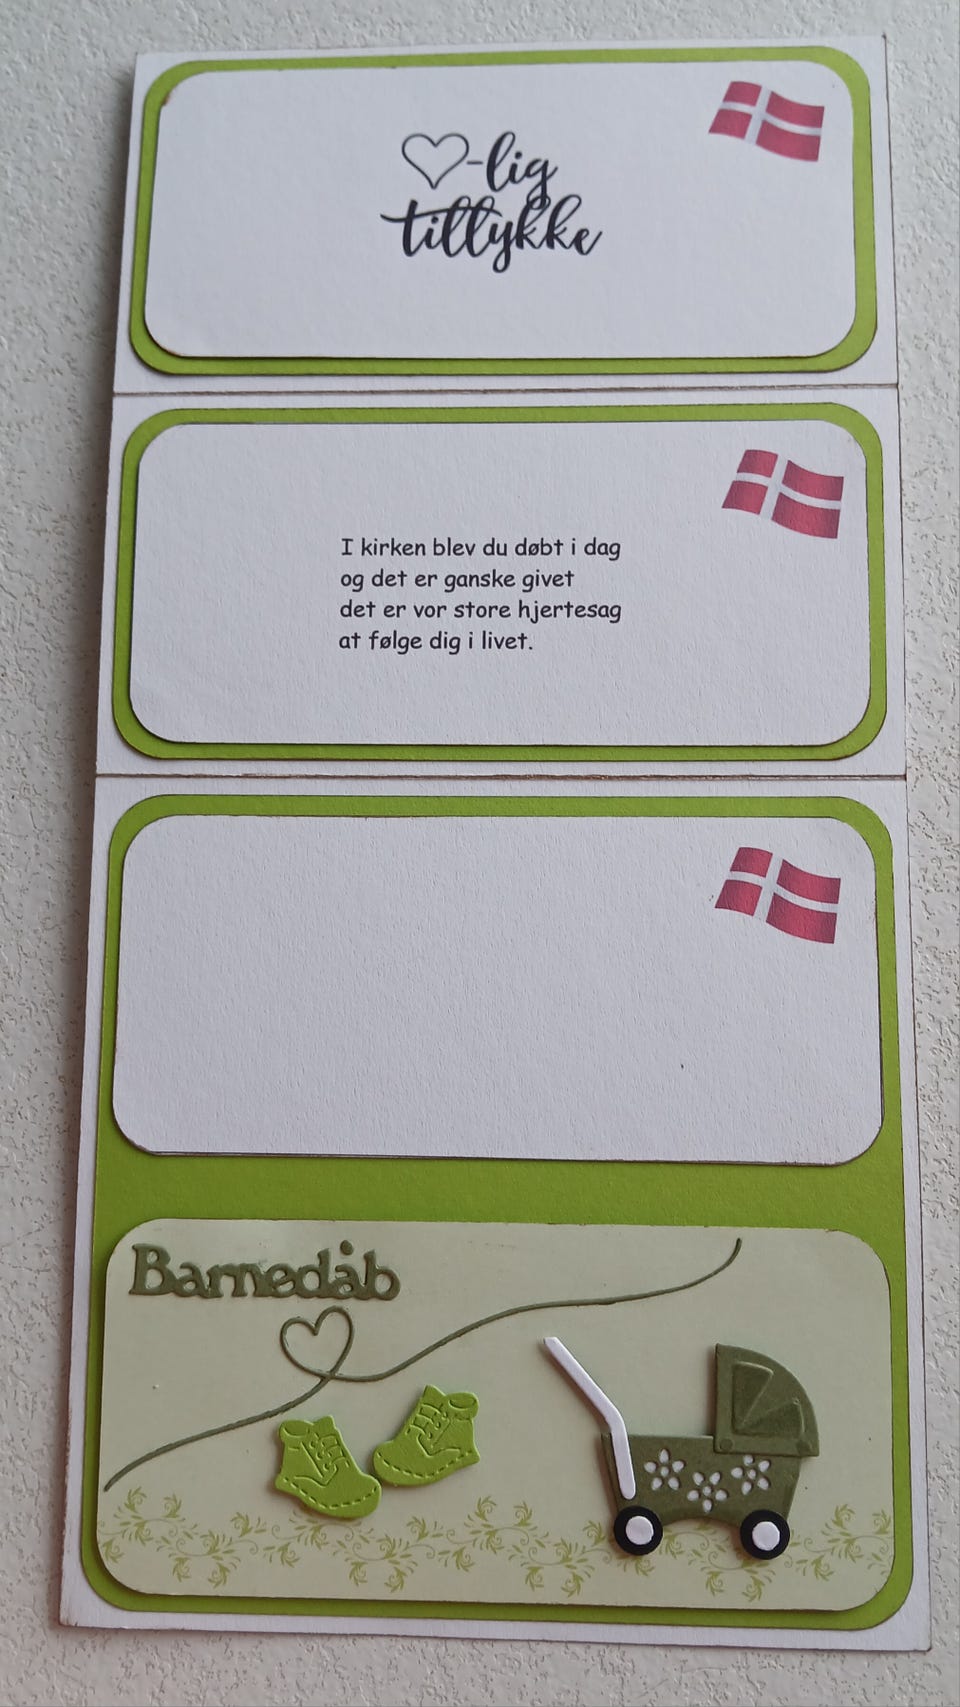 ♡-lig
tillykke
I kirken blev du døbt i dag
og det er ganske givet
det er vor store hjertesag
at følge dig i livet.
Barnedåb